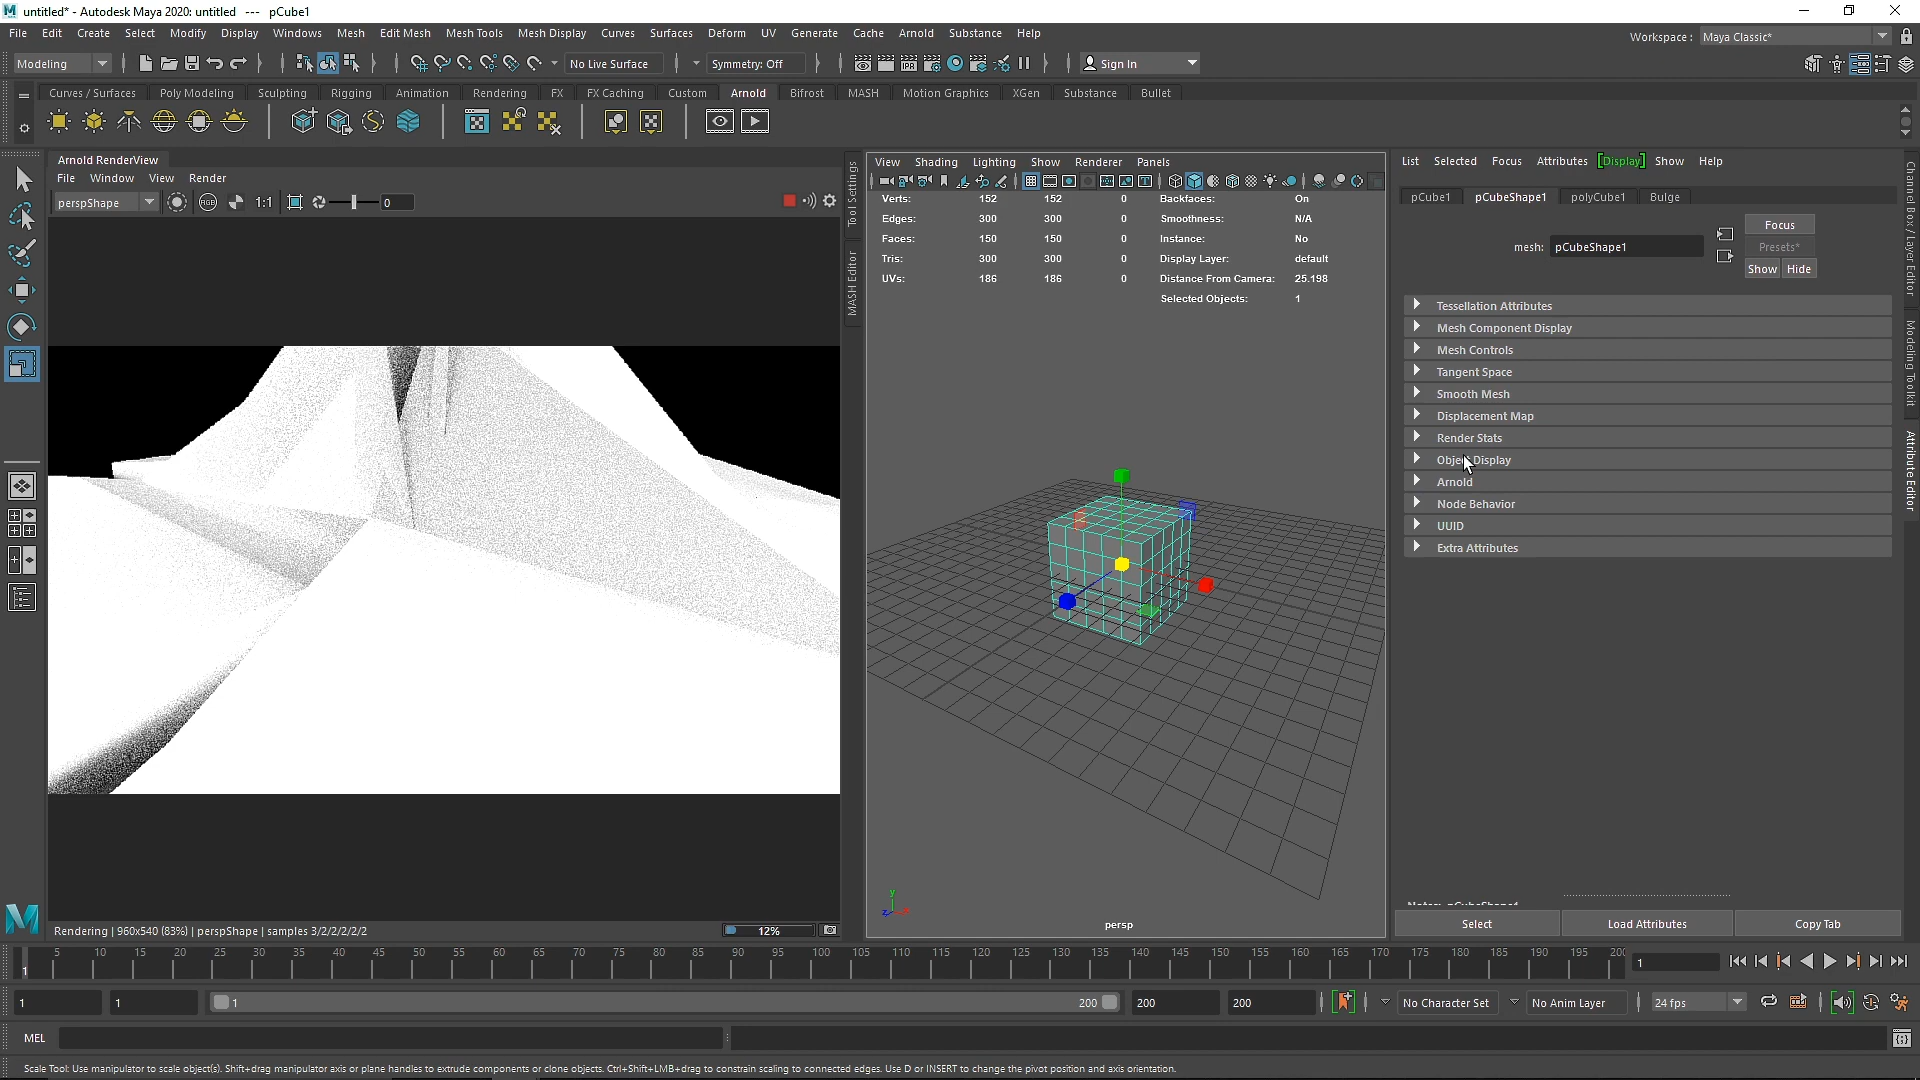 untitled* - Autodesk Maya 2020: untitled --- pCube1
File Edit Create Select Modify Display Windows Mesh Edit Mesh Mesh Tools Mesh Display Curves Surfaces Deform UV Generate Cache Arnold Substance Help
Workspace : Maya Classic*
Modeling No Live Surface Symmetry: Off Sign In
Curves / Surfaces Poly Modeling Sculpting Rigging Animation Rendering FX FX Caching Custom Arnold Bifrost MASH Motion Graphics XGen Substance Bullet
Arnold RenderView
File Window View Render
perspShape RGB 1:1 0
Tool Settings
MASH Editor
View Shading Lighting Show Renderer Panels
Verts: 152 152 0 Backfaces: On
Edges: 300 300 0 Smoothness: N/A
Faces: 150 150 0 Instance: No
Tris: 300 300 0 Display Layer: default
UVs: 186 186 0 Distance From Camera: 25.198
Selected Objects: 1
y
z
persp
List Selected Focus Attributes [Display] Show Help
pCube1 pCubeShape1 polyCube1 Bulge
Focus
mesh: pCubeShape1
Presets*
Show Hide
Tessellation Attributes
Mesh Component Display
Mesh Controls
Tangent Space
Smooth Mesh
Displacement Map
Render Stats
Object Display
Arnold
Node Behavior
UUID
Extra Attributes
Select Load Attributes Copy Tab
Channel Box / Layer Editor
Modeling Toolkit
Attribute Editor
Rendering | 960x540 (83%) | perspShape | samples 3/2/2/2/2/2 12%
5 10 15 20 25 30 35 40 45 50 55 60 65 70 75 80 85 90 95 100 105 110 115 120 125 130 135 140 145 150 155 160 165 170 175 180 185 190 195 200
1 1
1 1 1 200 200 200 No Character Set No Anim Layer 24 fps
MEL
Scale Tool: Use manipulator to scale object(s). Shift+drag manipulator axis or plane handles to extrude components or clone objects. Ctrl+Shift+LMB+drag to constrain scaling to connected edges. Use D or INSERT to change the pivot position and axis orientation.